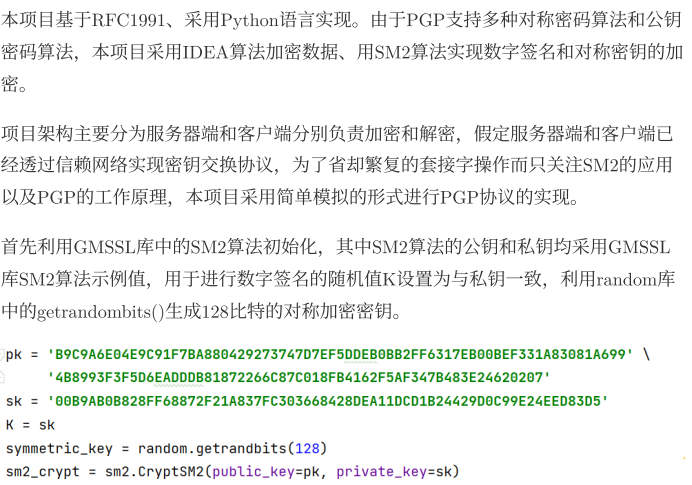 本项目基于RFC1991、采用Python语言实现。由于PGP支持多种对称密码算法和公钥
密码算法，本项目采用IDEA算法加密数据、用SM2算法实现数字签名和对称密钥的加
密。
项目架构主要分为服务器端和客户端分别负责加密和解密，假定服务器端和客户端已
经透过信赖网络实现密钥交换协议，为了省却繁复的套接字操作而只关注SM2的应用
以及PGP的工作原理，本项目采用简单模拟的形式进行PGP协议的实现。
首先利用GMSSL库中的SM2算法初始化，其中SM2算法的公钥和私钥均采用GMSSL
库SM2算法示例值，用于进行数字签名的随机值K设置为与私钥一致，利用random库
中的getrandombits()生成128比特的对称加密密钥。
pk = 'B9C9A6E04E9C91F7BA880429273747D7EF5DDEB0BB2FF6317EB00BEF331A83081A699' \
'4B8993F3F5D6EADDDB81872266C87C018FB4162F5AF347B483E24620207'
sk = '00B9AB0B828FF68872F21A837FC303668428DEA11DCD1B24429D0C99E24EED83D5'
K = sk
symmetric_key = random.getrandbits(128)
sm2_crypt = sm2.CryptSM2(public_key=pk, private_key=sk)